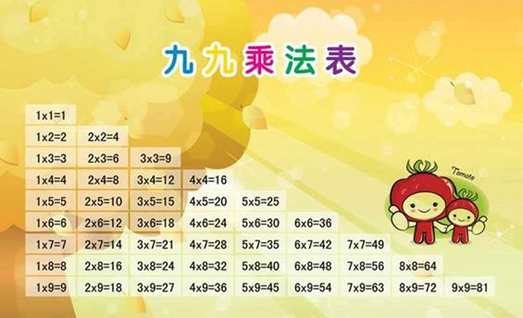 九九乘法表
1x1=1
1x2=2 2x2=4
1x3=3 2x3=6 3x3=9
1x4=4 2x4=8 3x4=12 4x4=16
1x5=5 2x5=10 3x5=15 4x5=20 5x5=25
1x6=6 2x6=12 3x6=18 4x6=24 5x6=30 6x6=36
1x7=7 2x7=14 3x7=21 4x7=28 5x7=35 6x7=42 7x7=49
1x8=8 2x8=16 3x8=24 4x8=32 5x8=40 6x8=48 7x8=56 8x8=64
1x9=9 2x9=18 3x9=27 4x9=36 5x9=45 6x9=54 7x9=63 8x9=72 9x9=81
Tomato